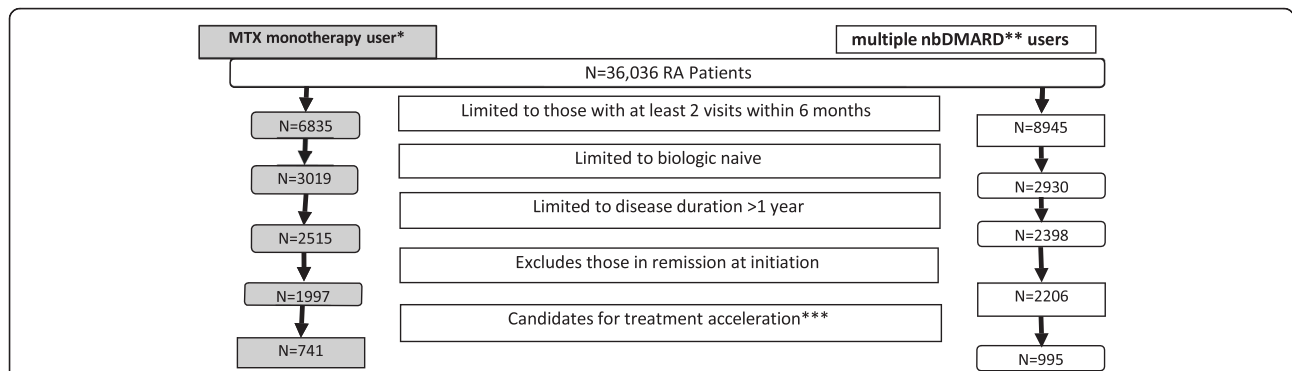 MTX monotherapy user*
multiple nbDMARD** users
N=36,036 RA Patients
Limited to those with at least 2 visits within 6 months
N=6835
N=8945
Limited to biologic naive
N=3019
N=2930
Limited to disease duration >1 year
N=2515
N=2398
Excludes those in remission at initiation
N=1997
N=2206
Candidates for treatment acceleration***
N=741
N=995